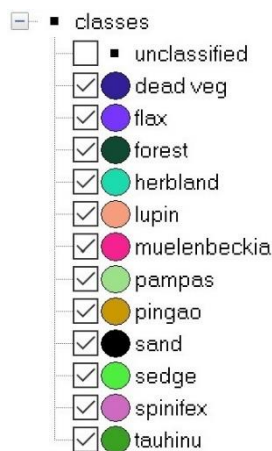 classes
unclassified
dead veg
flax
forest
herbland
lupin
muelenbeckia
pampas
pingao
sand
sedge
spinifex
tauhinu